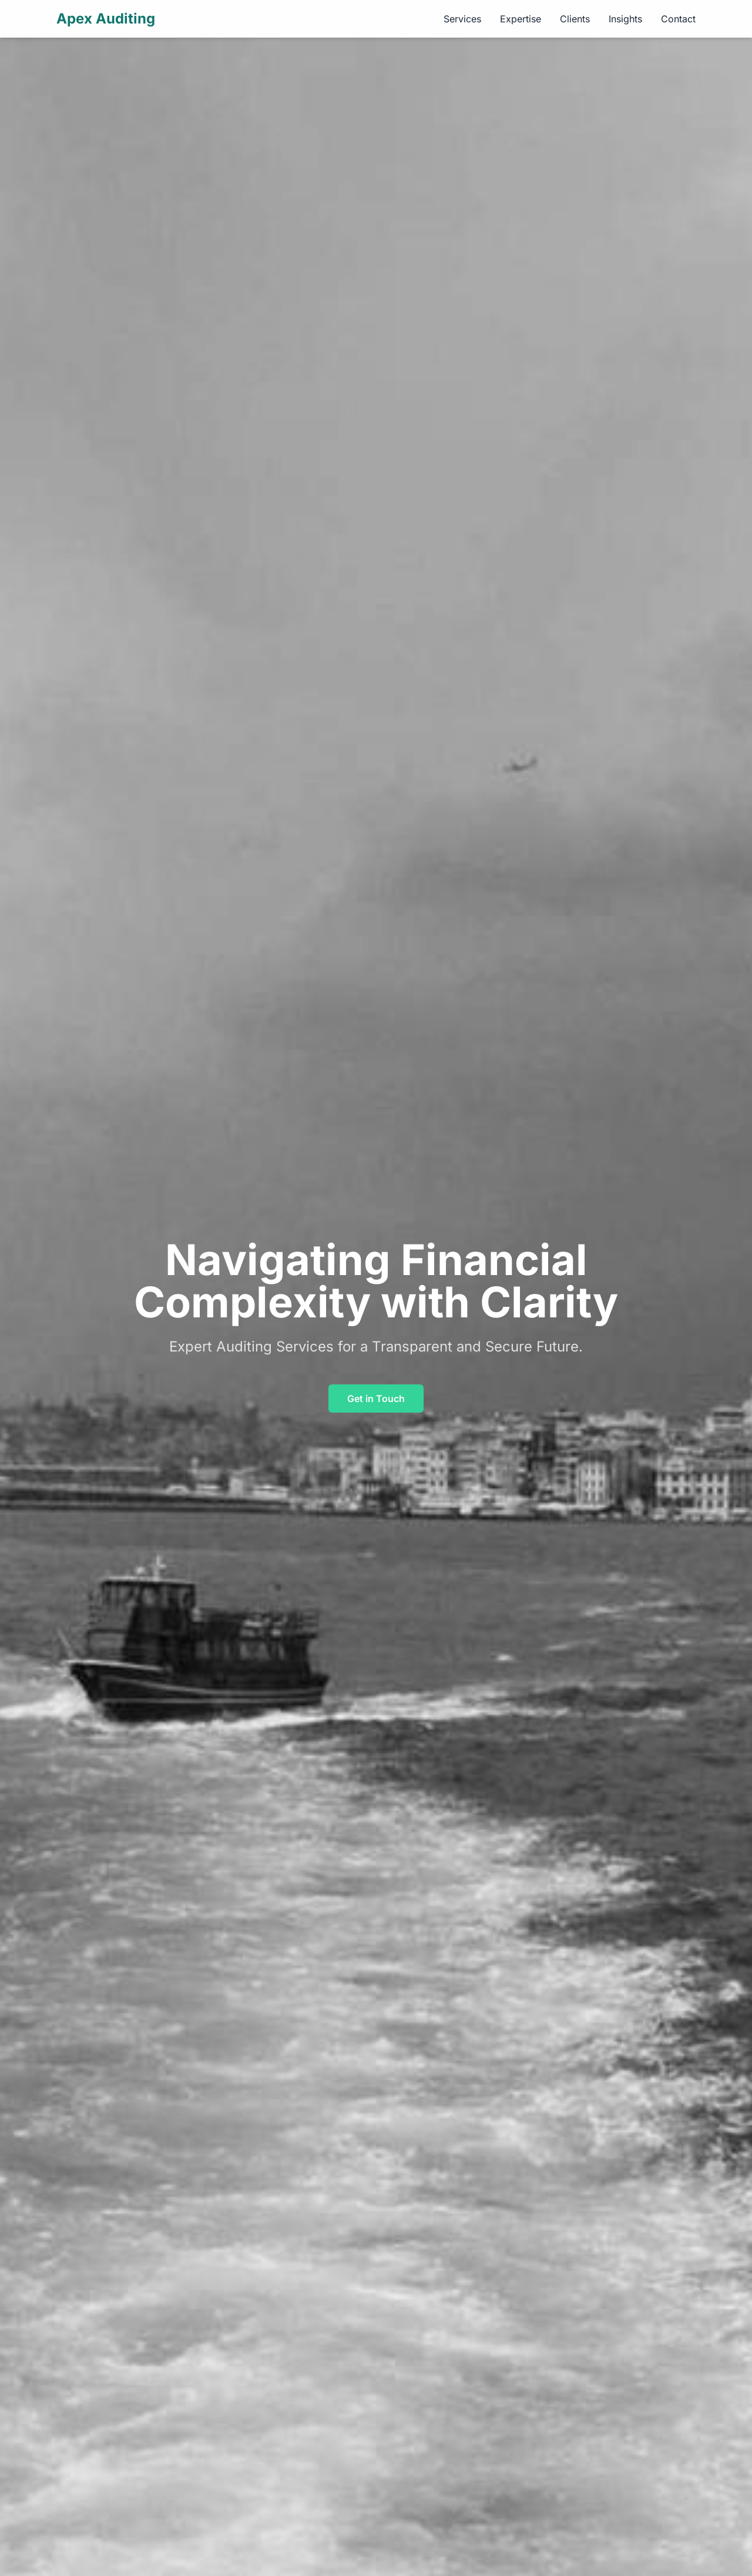 Apex Auditing
Services Expertise Clients Insights Contact
Navigating Financial
Complexity with Clarity
Expert Auditing Services for a Transparent and Secure Future.
Get in Touch